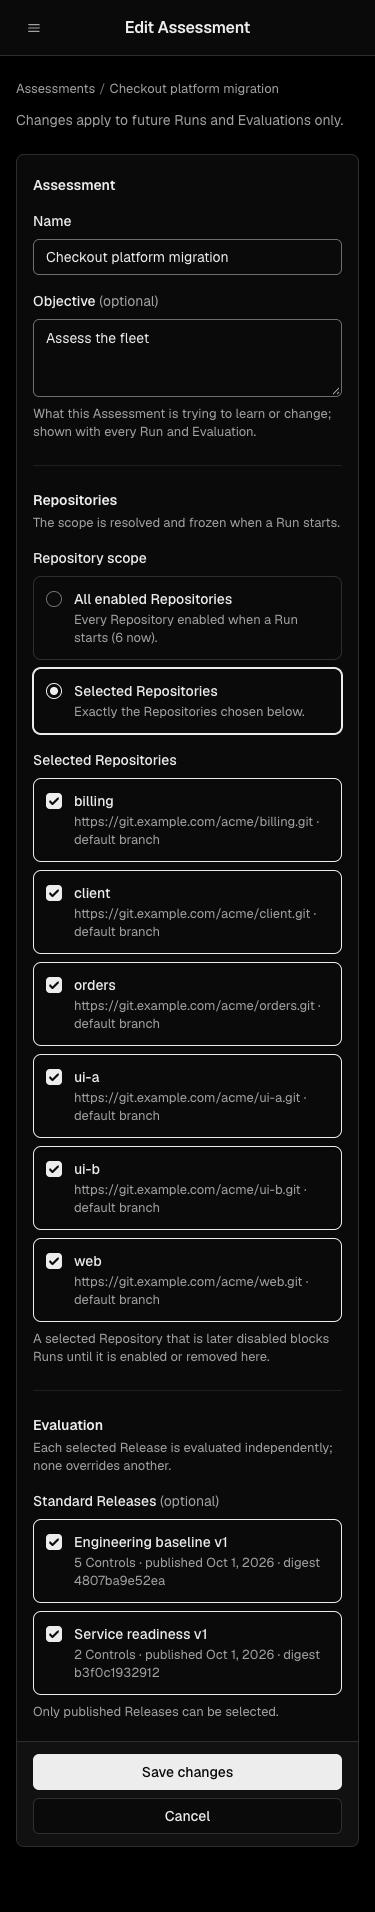 Edit Assessment
Assessments / Checkout platform migration
Changes apply to future Runs and Evaluations only.
Assessment
Name
Checkout platform migration
Objective (optional)
Assess the fleet
What this Assessment is trying to learn or change;
shown with every Run and Evaluation.
Repositories
The scope is resolved and frozen when a Run starts.
Repository scope
All enabled Repositories
Every Repository enabled when a Run
starts (6 now).
Selected Repositories
Exactly the Repositories chosen below.
Selected Repositories
billing
https://git.example.com/acme/billing.git ·
default branch
client
https://git.example.com/acme/client.git ·
default branch
orders
https://git.example.com/acme/orders.git ·
default branch
ui-a
https://git.example.com/acme/ui-a.git ·
default branch
ui-b
https://git.example.com/acme/ui-b.git ·
default branch
web
https://git.example.com/acme/web.git ·
default branch
A selected Repository that is later disabled blocks
Runs until it is enabled or removed here.
Evaluation
Each selected Release is evaluated independently;
none overrides another.
Standard Releases (optional)
Engineering baseline v1
5 Controls · published Oct 1, 2026 · digest
4807ba9e52ea
Service readiness v1
2 Controls · published Oct 1, 2026 · digest
b3f0c1932912
Only published Releases can be selected.
Save changes
Cancel